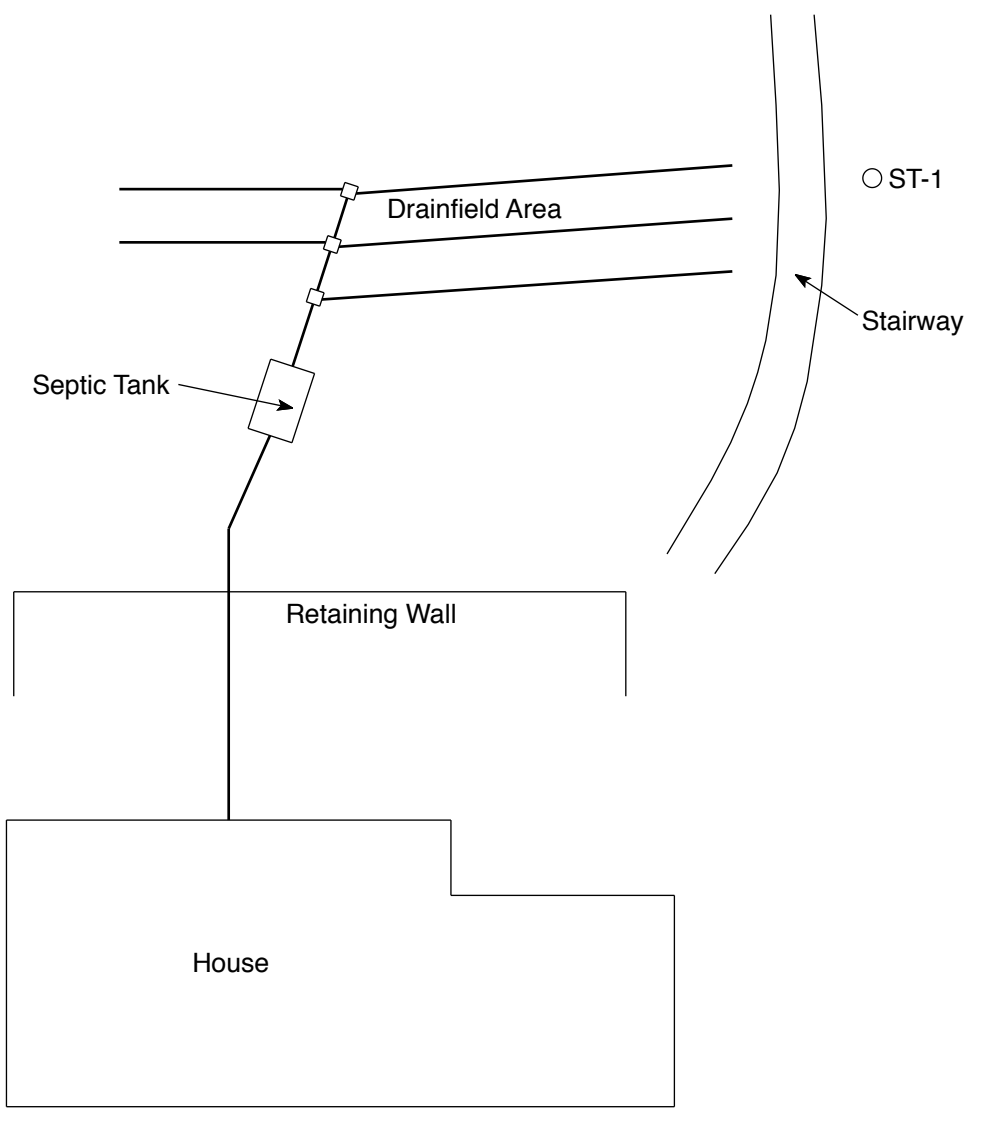 ST-1
Drainfield Area
Stairway
Septic Tank
Retaining Wall
House